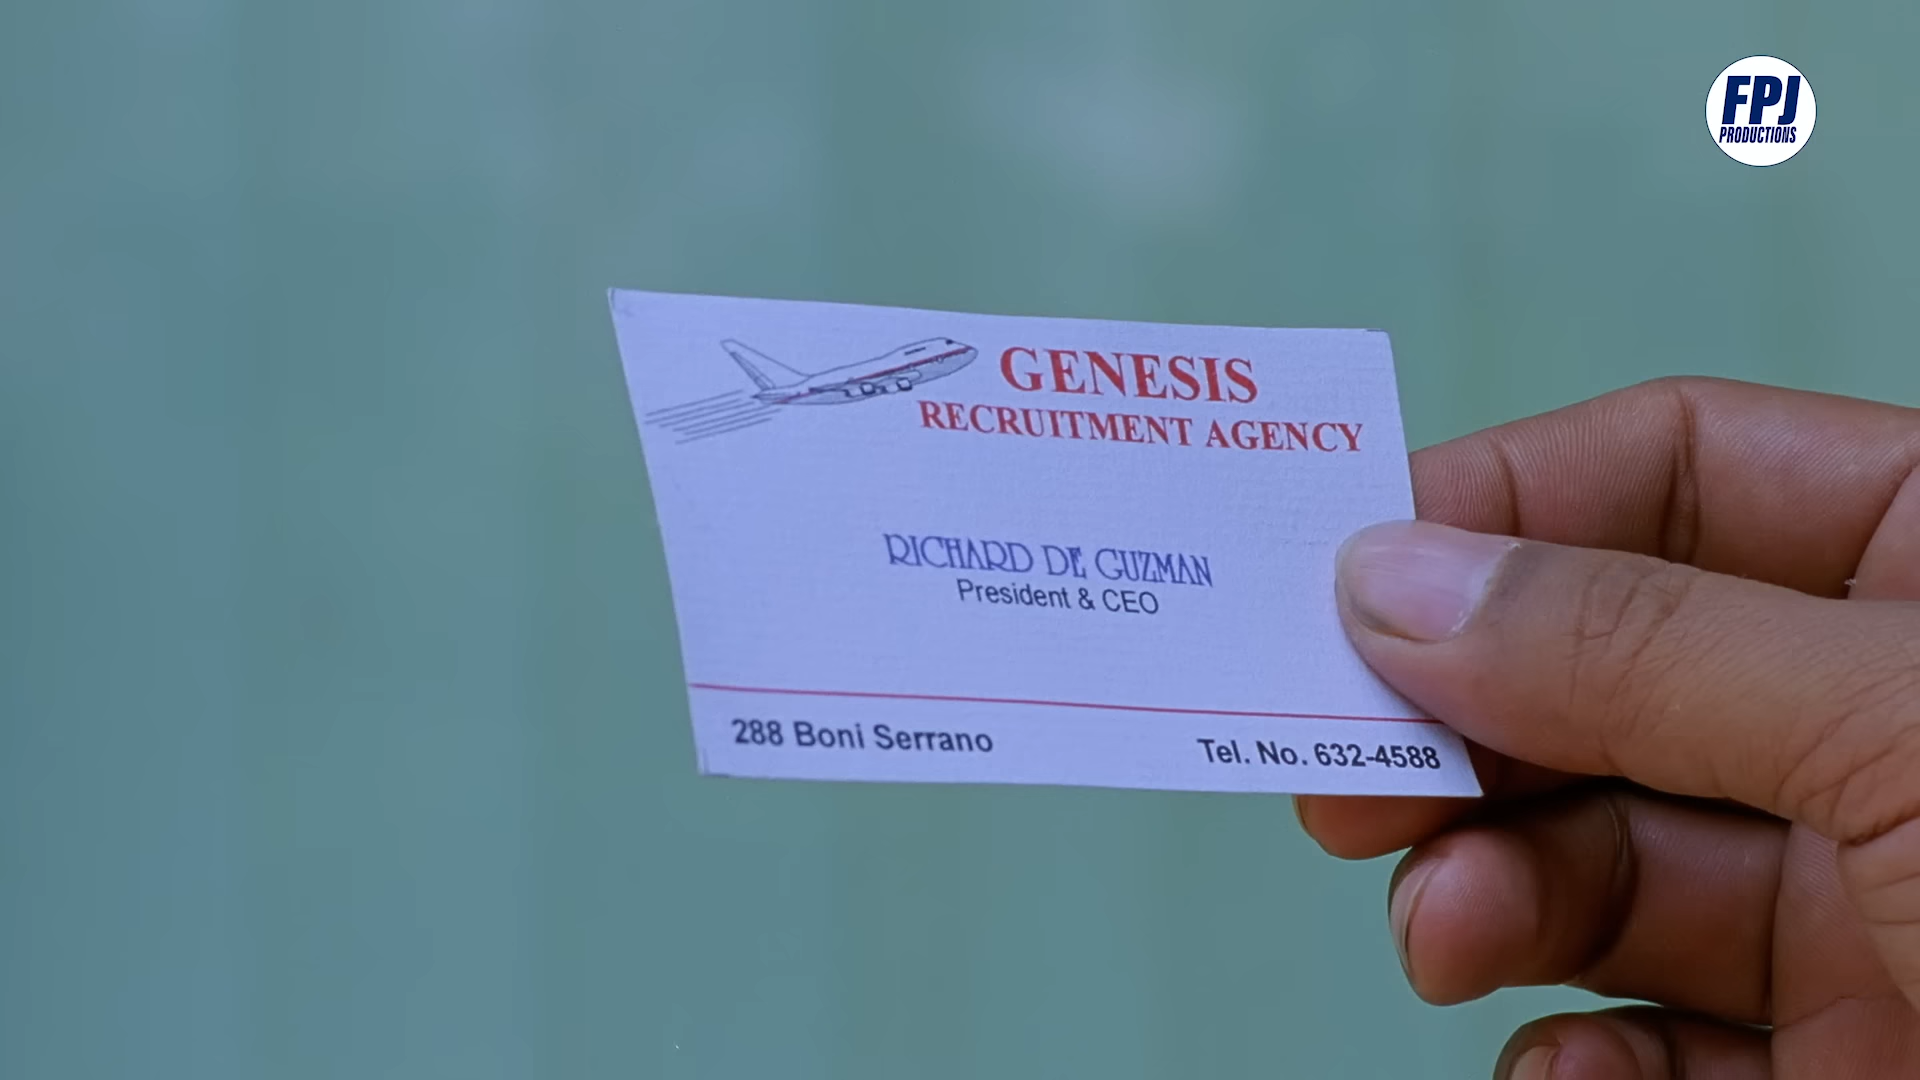 FPJ
PRODUCTIONS
GENESIS
RECRUITMENT AGENCY
RICHARD DE GUZMAN
President & CEO
288 Boni Serrano
Tel. No. 632-4588